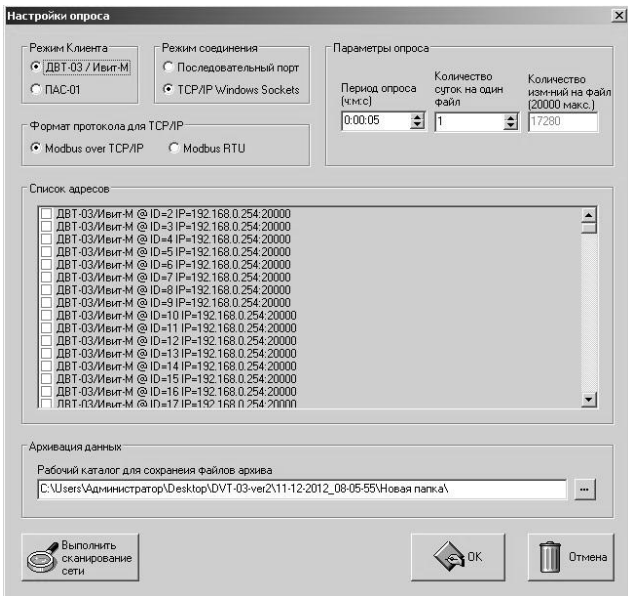 Настройки опроса
Режим Клиента
ДВТ-03 / Ивит-М
ПАС-01
Режим соединения
Последовательный порт
TCP/IP Windows Sockets
Параметры опроса
Период опроса
(ч:м:с)
0:00:05
Количество
суток на один
файл
1
Количество
изм-ний на файл
(20000 макс.)
17280
Формат протокола для TCP/IP
Modbus over TCP/IP
Modbus RTU
Список адресов
ДВТ-03/Ивит-М @ ID=2 IP=192.168.0.254:20000
ДВТ-03/Ивит-М @ ID=3 IP=192.168.0.254:20000
ДВТ-03/Ивит-М @ ID=4 IP=192.168.0.254:20000
ДВТ-03/Ивит-М @ ID=5 IP=192.168.0.254:20000
ДВТ-03/Ивит-М @ ID=6 IP=192.168.0.254:20000
ДВТ-03/Ивит-М @ ID=7 IP=192.168.0.254:20000
ДВТ-03/Ивит-М @ ID=8 IP=192.168.0.254:20000
ДВТ-03/Ивит-М @ ID=9 IP=192.168.0.254:20000
ДВТ-03/Ивит-М @ ID=10 IP=192.168.0.254:20000
ДВТ-03/Ивит-М @ ID=11 IP=192.168.0.254:20000
ДВТ-03/Ивит-М @ ID=12 IP=192.168.0.254:20000
ДВТ-03/Ивит-М @ ID=13 IP=192.168.0.254:20000
ДВТ-03/Ивит-М @ ID=14 IP=192.168.0.254:20000
ДВТ-03/Ивит-М @ ID=15 IP=192.168.0.254:20000
ДВТ-03/Ивит-М @ ID=16 IP=192.168.0.254:20000
ДВТ-03/Ивит-М @ ID=17 IP=192.168.0.254:20000
Архивация данных
Рабочий каталог для сохранеия файлов архива
C:\Users\Администратор\Desktop\DVT-03-ver2\11-12-2012_08-05-55\Новая папка\
...
Выполнить
сканирование
сети
OK
Отмена